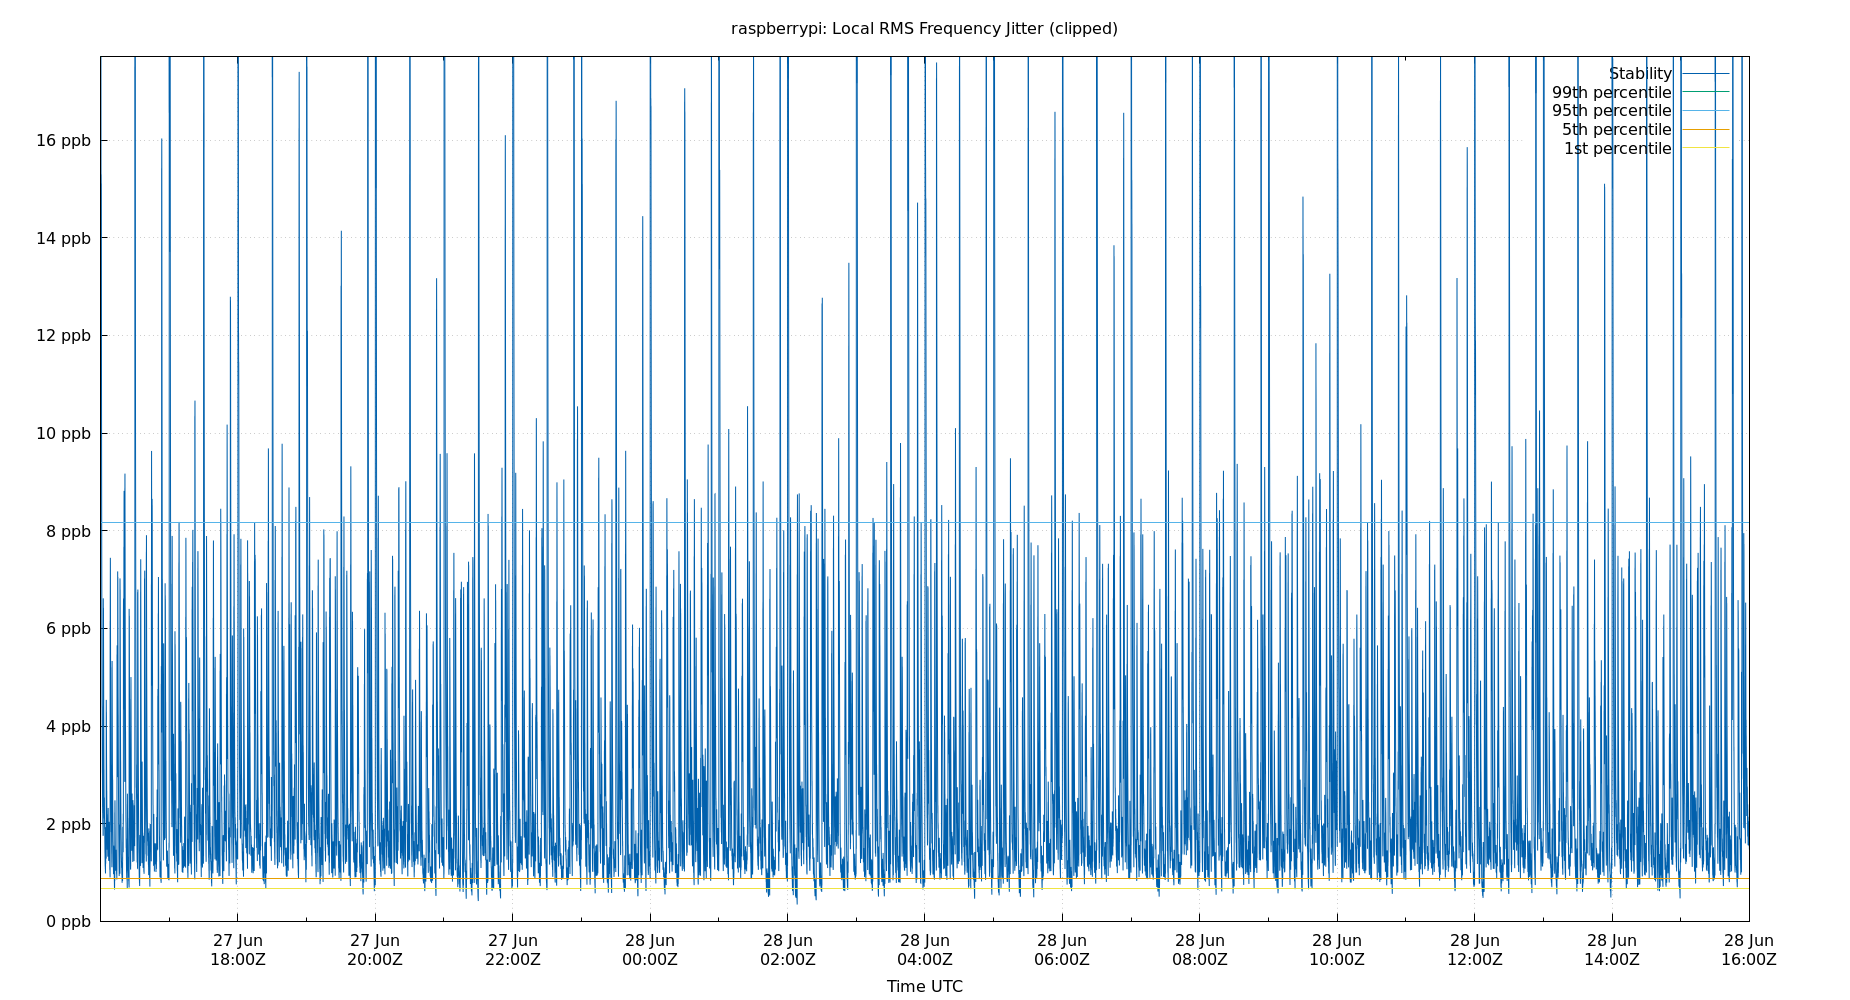 raspberrypi: Local RMS Frequency Jitter (clipped)
Stability
99th percentile
95th percentile
5th percentile
1st percentile
16 ppb
14 ppb
12 ppb
10 ppb
8 ppb
6 ppb
4 ppb
2 ppb
0 ppb
27 Jun 27 Jun 27 Jun 28 Jun 28 Jun 28 Jun 28 Jun 28 Jun 28 Jun 28 Jun 28 Jun 28 Jun
18:00Z 20:00Z 22:00Z 00:00Z 02:00Z 04:00Z 06:00Z 08:00Z 10:00Z 12:00Z 14:00Z 16:00Z
Time UTC